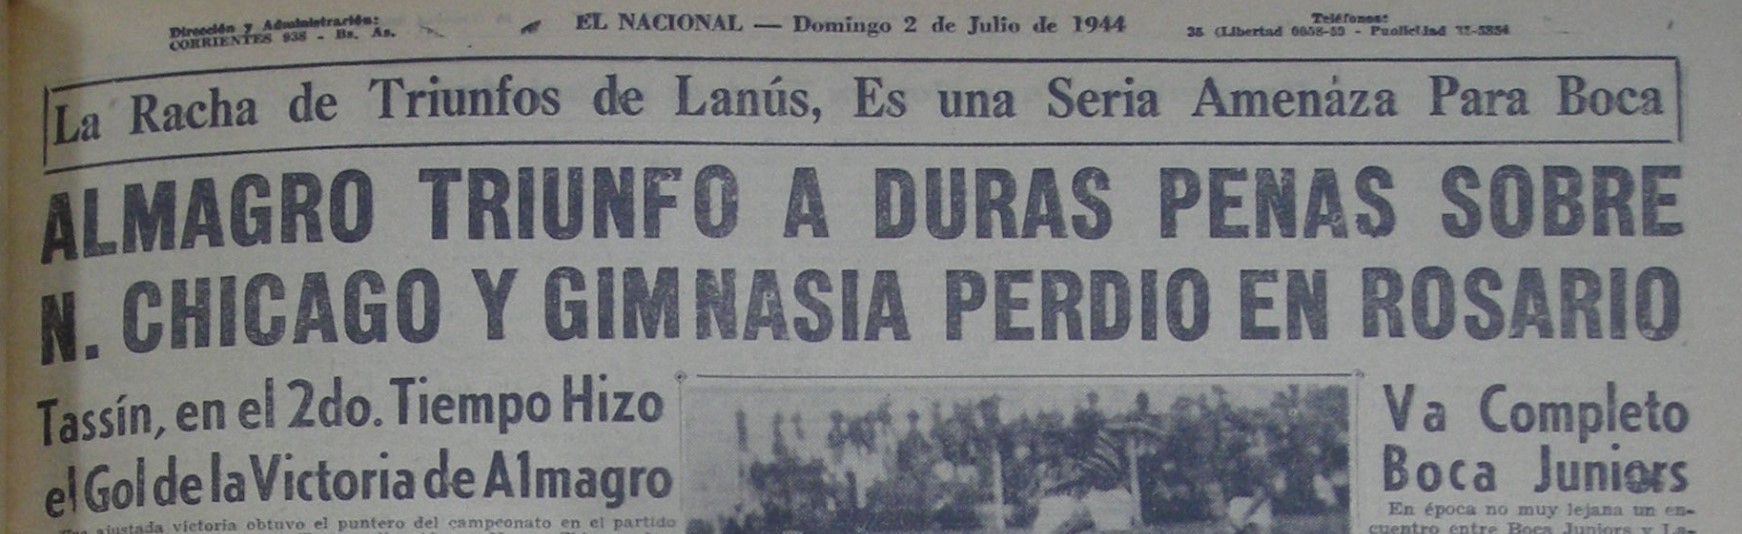 Dirección y Administración:
CORRIENTES 938 - Bs. As.
EL NACIONAL — Domingo 2 de Julio de 1944
Teléfonos:
35 (Libertad
La Racha de Triunfos de Lanús, Es una Seria Amenáza Para Boca
ALMAGRO TRIUNFO A DURAS PENAS SOBRE
N. CHICAGO Y GIMNASIA PERDIO EN ROSARIO
Tassín, en el 2do. Tiempo Hizo
el Gol de la Victoria de Almagro
ajustada victoria obtuvo el puntero del campeonato en el partido
Va Completo
Boca Juniors
En época no muy lejana un en-
cuentro entre Boca Juniors y La-